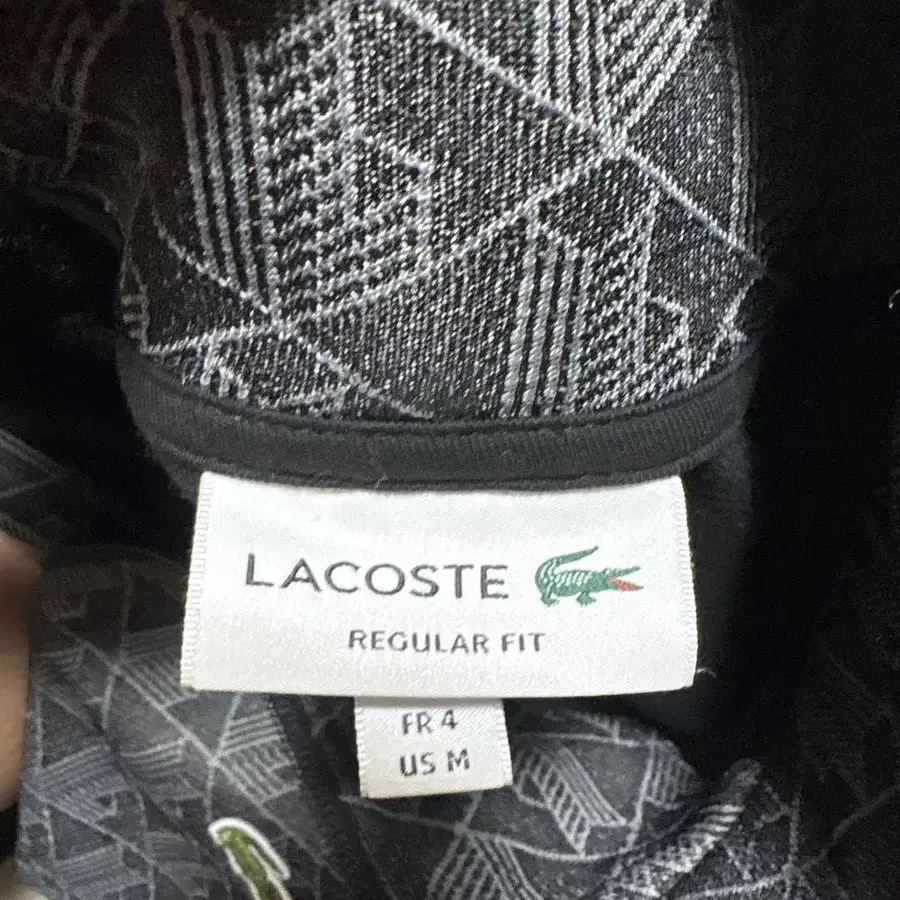 LACOSTE
REGULAR FIT
FR 4
US M